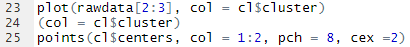 23 plot(rawdata[2:3], col = cl$cluster)
24 (col = cl$cluster)
25 points(cl$centers, col = 1:2, pch = 8, cex =2)